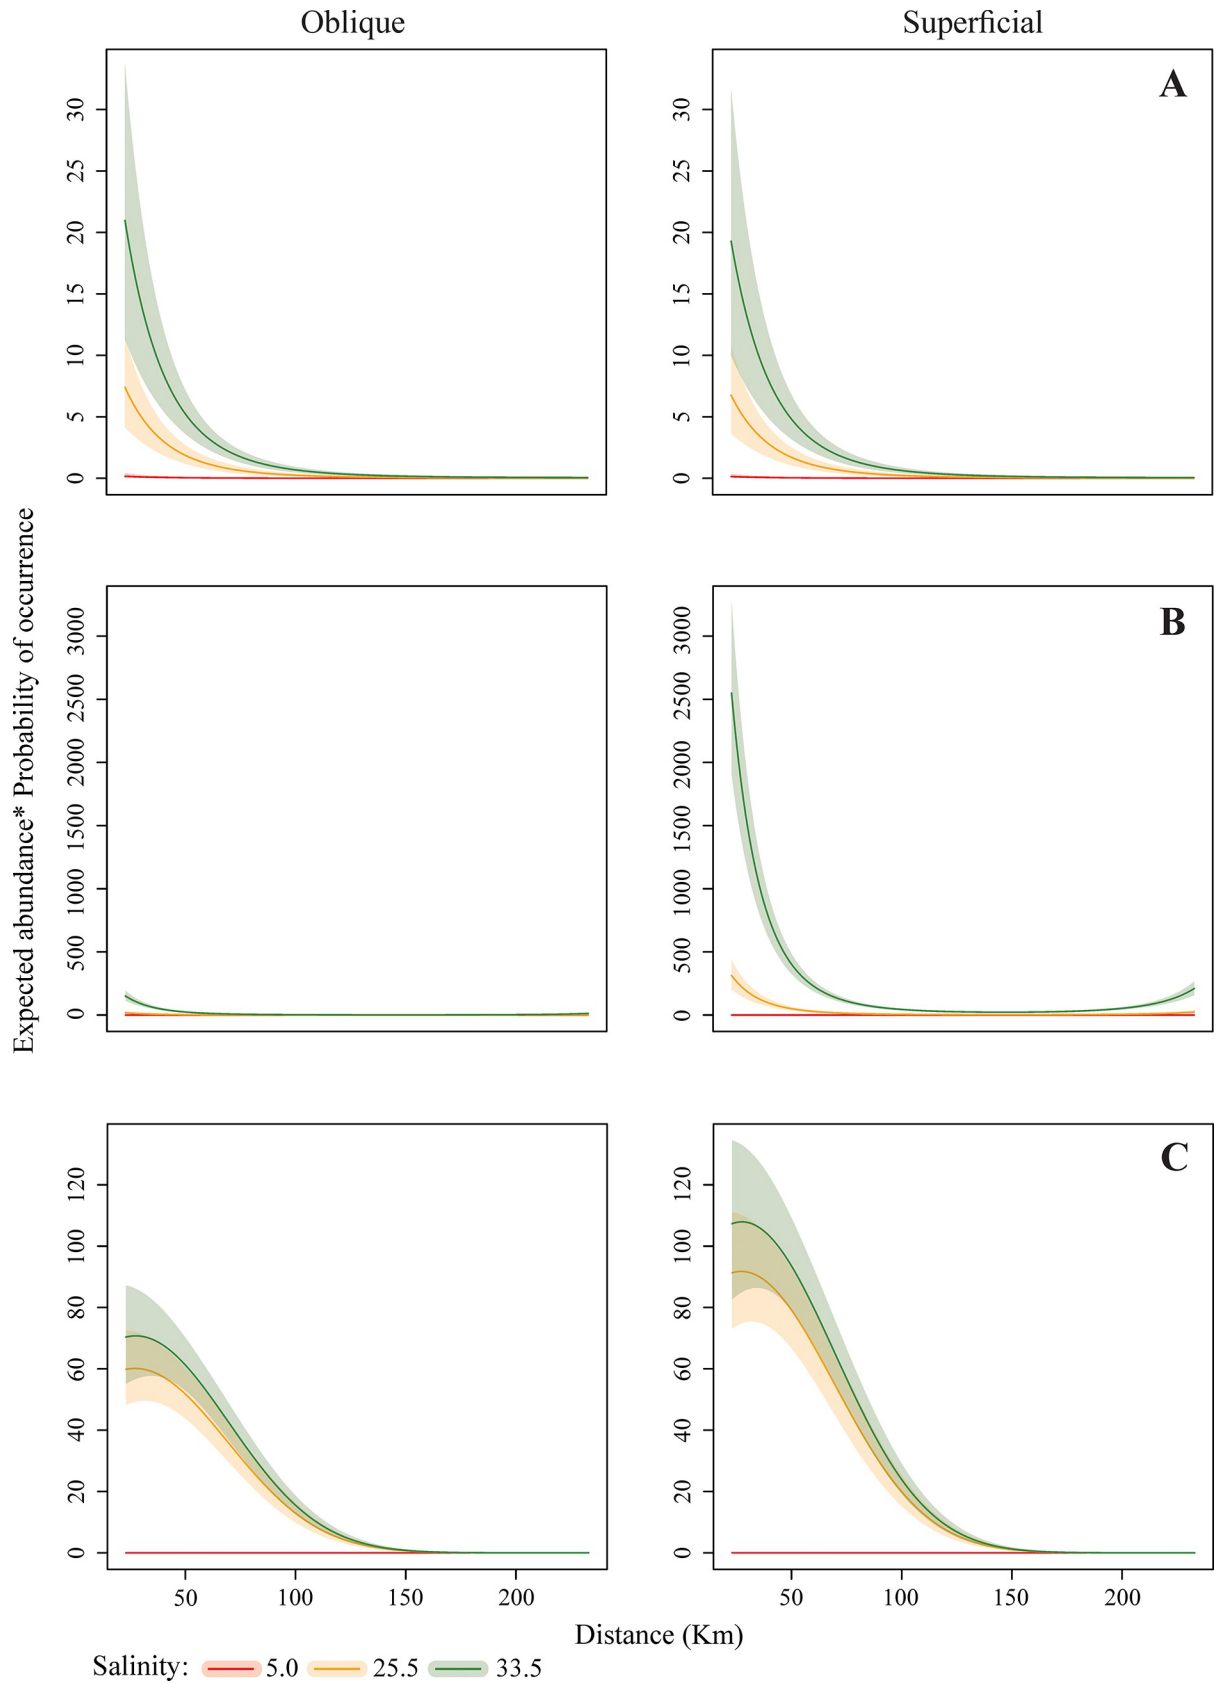 Oblique Superficial
A
30 30
25 25
20 20
15 15
10 10
5 5
0 0
Expected abundance* Probability of occurrence
B
3000 3000
2500 2500
2000 2000
1500 1500
1000 1000
500 500
0 0
C
120 120
100 100
80 80
60 60
40 40
20 20
0 0
50 100 150 200 50 100 150 200
Distance (Km)
Salinity: 5.0 25.5 33.5